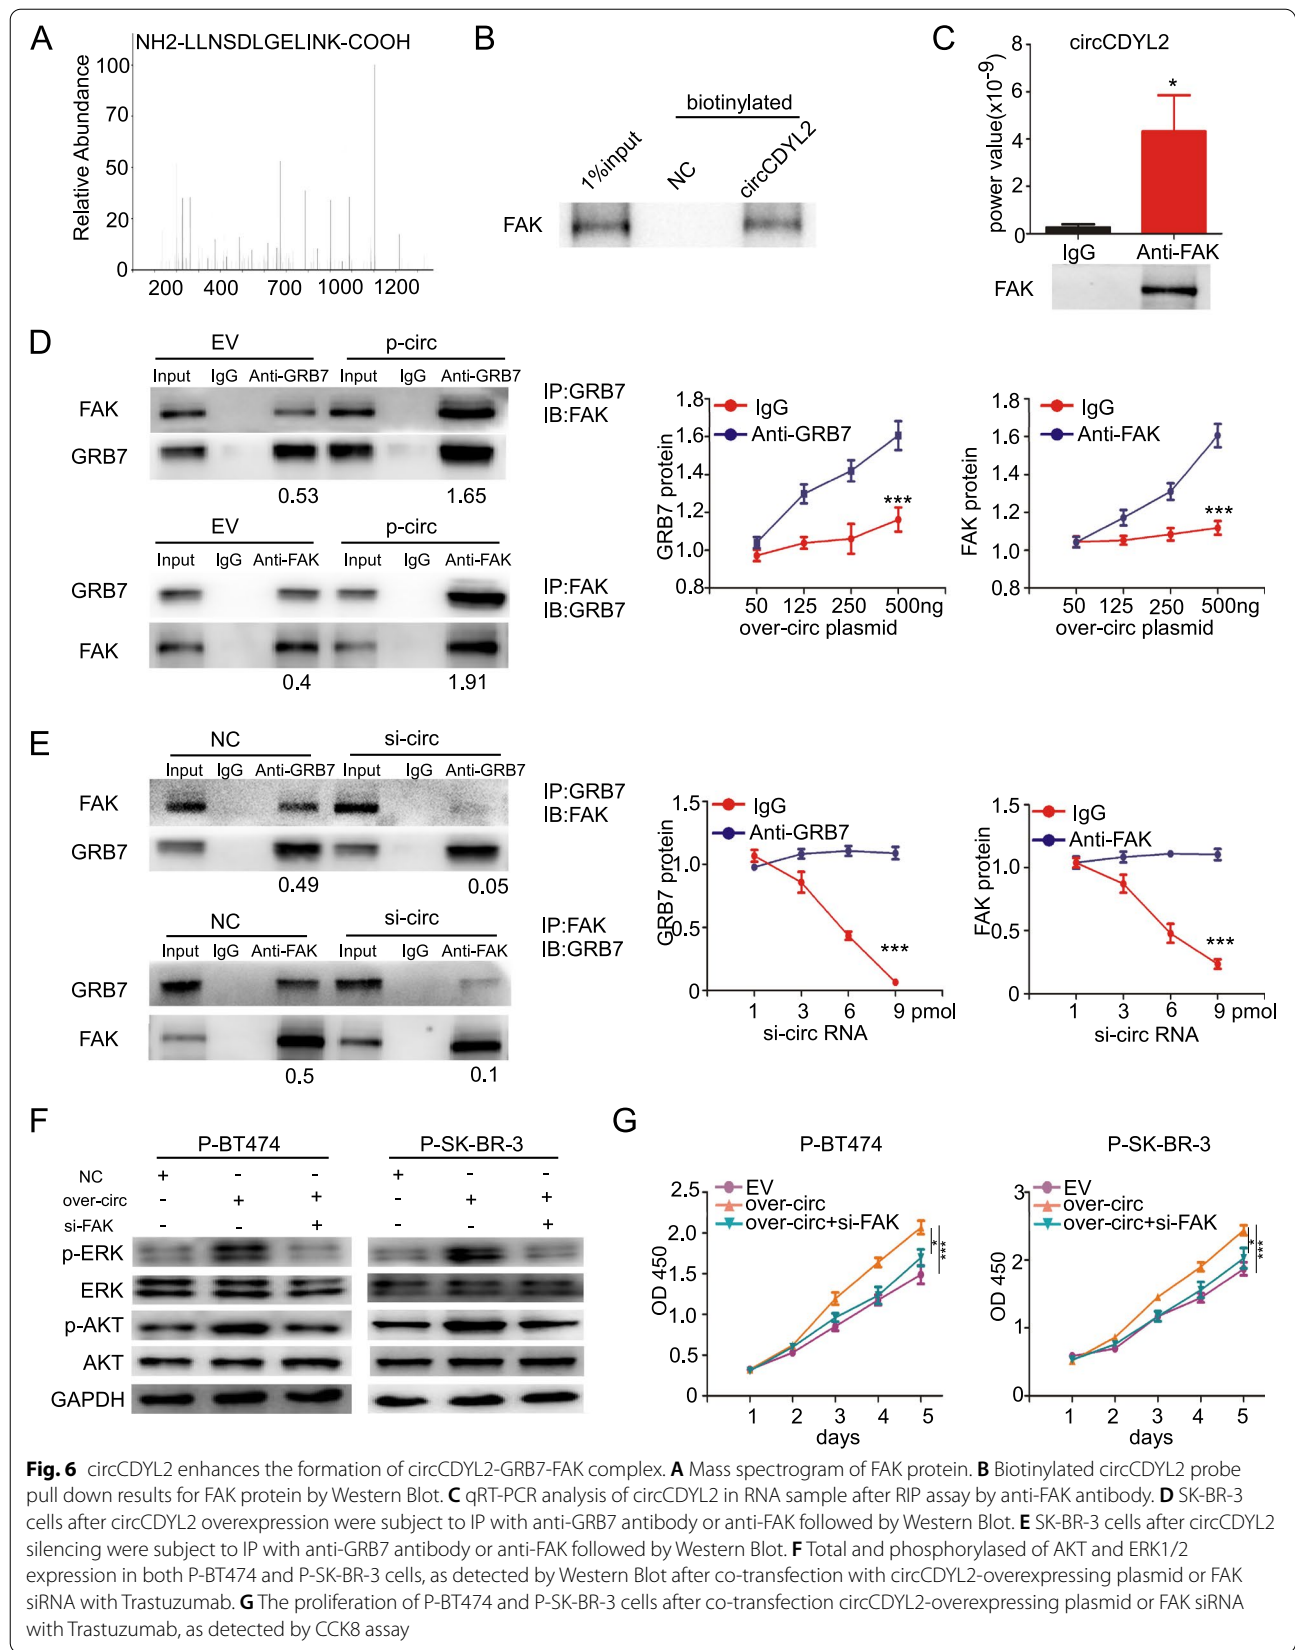 A
NH2-LLNSDLGELINK-COOH
Relative Abundance
100
70
50
20
0
200 400 700 1000 1200
B
biotinylated
1%input NC circCDYL2
FAK
C
circCDYL2
power value(x10-9)
8
6
4
2
0
*
IgG Anti-FAK
FAK
D
EV p-circ
Input IgG Anti-GRB7 Input IgG Anti-GRB7
FAK
GRB7
0.53 1.65
IP:GRB7
IB:FAK
EV p-circ
Input IgG Anti-FAK Input IgG Anti-FAK
GRB7
FAK
0.4 1.91
IP:FAK
IB:GRB7
GRB7 protein
1.8
1.6
1.4
1.2
1.0
0.8
IgG
Anti-GRB7
***
50 125 250 500ng
over-circ plasmid
FAK protein
1.8
1.6
1.4
1.2
1.0
0.8
IgG
Anti-FAK
***
50 125 250 500ng
over-circ plasmid
E
NC si-circ
Input IgG Anti-GRB7 Input IgG Anti-GRB7
FAK
GRB7
0.49 0.05
IP:GRB7
IB:FAK
NC si-circ
Input IgG Anti-FAK Input IgG Anti-FAK
GRB7
FAK
0.5 0.1
IP:FAK
IB:GRB7
GRB7 protein
1.5
1.0
0.5
0
IgG
Anti-GRB7
***
1 3 6 9 pmol
si-circ RNA
FAK protein
1.5
1.0
0.5
0
IgG
Anti-FAK
***
1 3 6 9 pmol
si-circ RNA
F
P-BT474 P-SK-BR-3
NC + - - + - -
over-circ - + + - + +
si-FAK - - + - - +
p-ERK
ERK
p-AKT
AKT
GAPDH
G
P-BT474
OD 450
2.5
2.0
1.5
1.0
0.5
0
EV
over-circ
over-circ+si-FAK
*
***
1 2 3 4 5
days
P-SK-BR-3
OD 450
3
2
1
0
EV
over-circ
over-circ+si-FAK
*
***
1 2 3 4 5
days
Fig. 6 circCDYL2 enhances the formation of circCDYL2-GRB7-FAK complex. A Mass spectrogram of FAK protein. B Biotinylated circCDYL2 probe
pull down results for FAK protein by Western Blot. C qRT-PCR analysis of circCDYL2 in RNA sample after RIP assay by anti-FAK antibody. D SK-BR-3
cells after circCDYL2 overexpression were subject to IP with anti-GRB7 antibody or anti-FAK followed by Western Blot. E SK-BR-3 cells after circCDYL2
silencing were subject to IP with anti-GRB7 antibody or anti-FAK followed by Western Blot. F Total and phosphorylased of AKT and ERK1/2
expression in both P-BT474 and P-SK-BR-3 cells, as detected by Western Blot after co-transfection with circCDYL2-overexpressing plasmid or FAK
siRNA with Trastuzumab. G The proliferation of P-BT474 and P-SK-BR-3 cells after co-transfection circCDYL2-overexpressing plasmid or FAK siRNA
with Trastuzumab, as detected by CCK8 assay